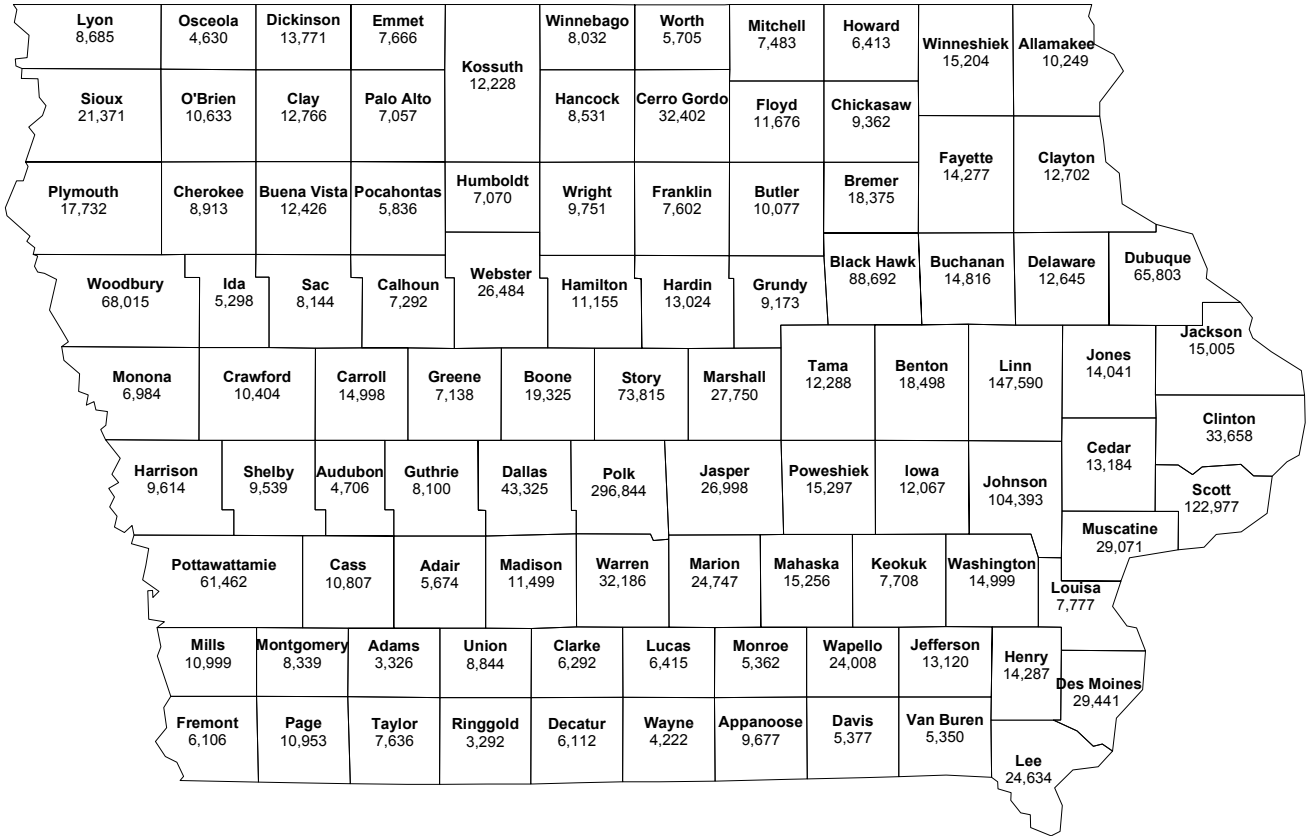 Lyon
8,685
Osceola
4,630
Dickinson
13,771
Emmet
7,666
Kossuth
12,228
Winnebago
8,032
Worth
5,705
Mitchell
7,483
Howard
6,413
Winneshiek
15,204
Allamakee
10,249
Sioux
21,371
O'Brien
10,633
Clay
12,766
Palo Alto
7,057
Hancock
8,531
Cerro Gordo
32,402
Floyd
11,676
Chickasaw
9,362
Fayette
14,277
Clayton
12,702
Plymouth
17,732
Cherokee
8,913
Buena Vista
12,426
Pocahontas
5,836
Humboldt
7,070
Wright
9,751
Franklin
7,602
Butler
10,077
Bremer
18,375
Woodbury
68,015
Ida
5,298
Sac
8,144
Calhoun
7,292
Webster
26,484
Hamilton
11,155
Hardin
13,024
Grundy
9,173
Black Hawk
88,692
Buchanan
14,816
Delaware
12,645
Dubuque
65,803
Monona
6,984
Crawford
10,404
Carroll
14,998
Greene
7,138
Boone
19,325
Story
73,815
Marshall
27,750
Tama
12,288
Benton
18,498
Linn
147,590
Jones
14,041
Jackson
15,005
Clinton
33,658
Harrison
9,614
Shelby
9,539
Audubon
4,706
Guthrie
8,100
Dallas
43,325
Polk
296,844
Jasper
26,998
Poweshiek
15,297
Iowa
12,067
Johnson
104,393
Cedar
13,184
Scott
122,977
Muscatine
29,071
Pottawattamie
61,462
Cass
10,807
Adair
5,674
Madison
11,499
Warren
32,186
Marion
24,747
Mahaska
15,256
Keokuk
7,708
Washington
14,999
Louisa
7,777
Mills
10,999
Montgomery
8,339
Adams
3,326
Union
8,844
Clarke
6,292
Lucas
6,415
Monroe
5,362
Wapello
24,008
Jefferson
13,120
Henry
14,287
Des Moines
29,441
Fremont
6,106
Page
10,953
Taylor
7,636
Ringgold
3,292
Decatur
6,112
Wayne
4,222
Appanoose
9,677
Davis
5,377
Van Buren
5,350
Lee
24,634